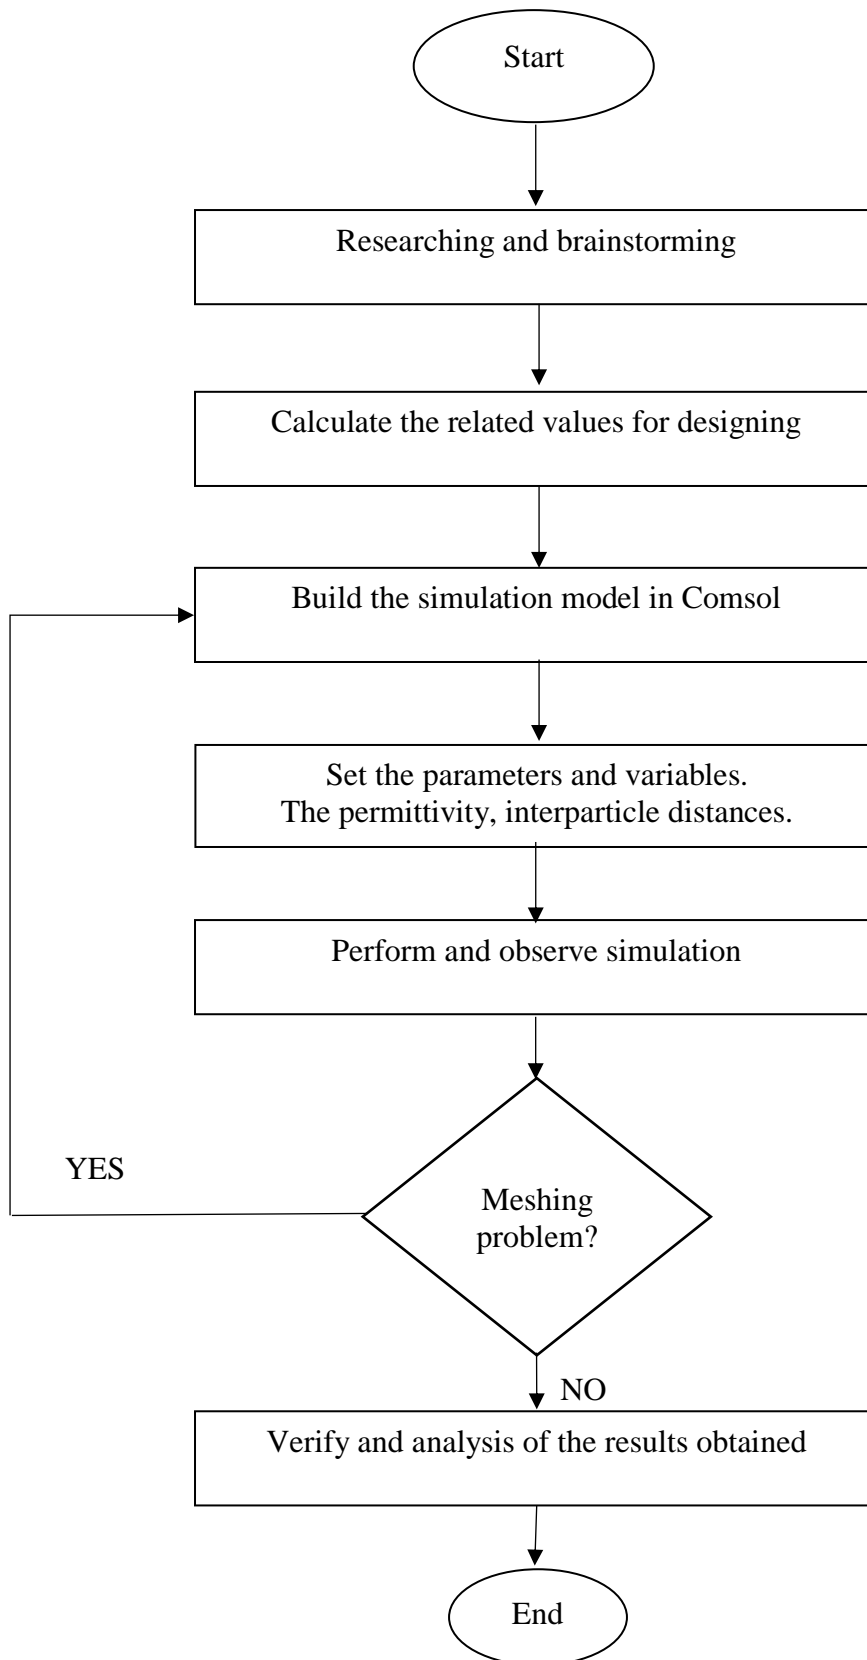 Start
Researching and brainstorming
Calculate the related values for designing
Build the simulation model in Comsol
Set the parameters and variables.
The permittivity, interparticle distances.
Perform and observe simulation
YES
Meshing
problem?
NO
Verify and analysis of the results obtained
End